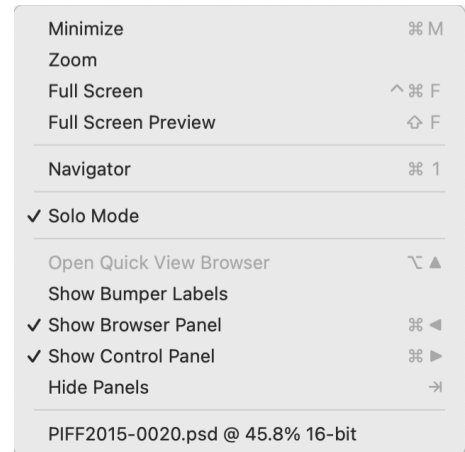 Minimize ⌘ M
Zoom
Full Screen ^ ⌘ F
Full Screen Preview ⇧ F
Navigator ⌘ 1
✓ Solo Mode
Open Quick View Browser ⌥ ▲
Show Bumper Labels
✓ Show Browser Panel ⌘ ◀
✓ Show Control Panel ⌘ ▶
Hide Panels ⇥
PIFF2015-0020.psd @ 45.8% 16-bit